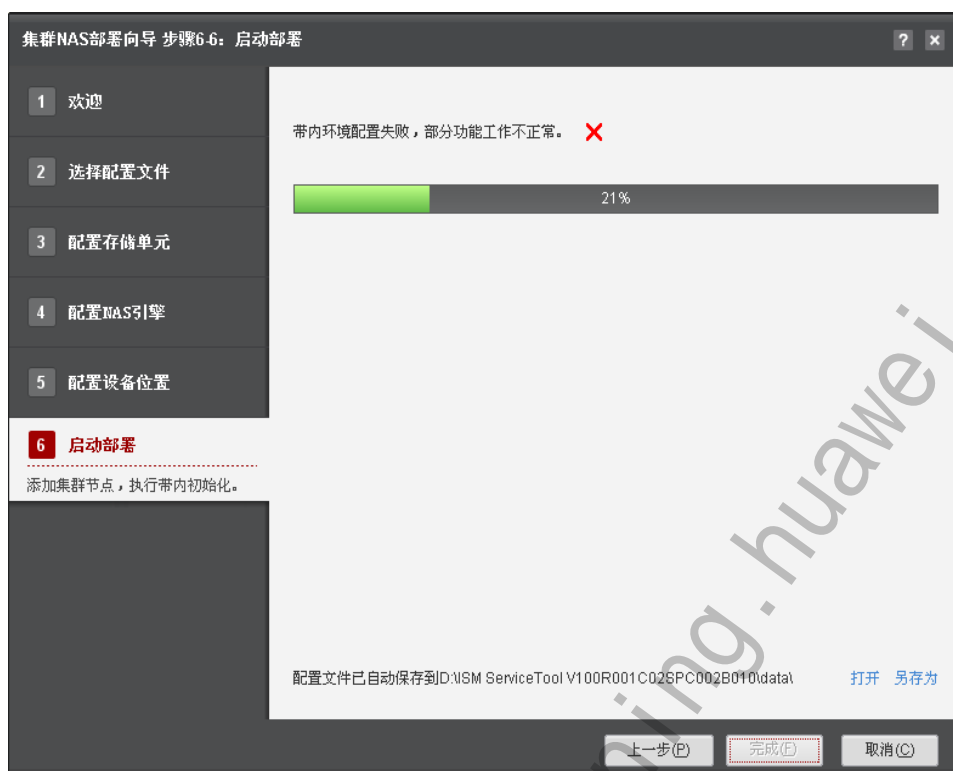 集群NAS部署向导 步骤6-6：启动部署
? ×
1 欢迎
2 选择配置文件
3 配置存储单元
4 配置NAS引擎
5 配置设备位置
6 启动部署
添加集群节点，执行带内初始化。
带内环境配置失败，部分功能工作不正常。
21%
配置文件已自动保存到D:\ISM ServiceTool V100R001C02SPC002B010\data\
打开 另存为
上一步(P) 完成(F) 取消(C)
ning.huawei